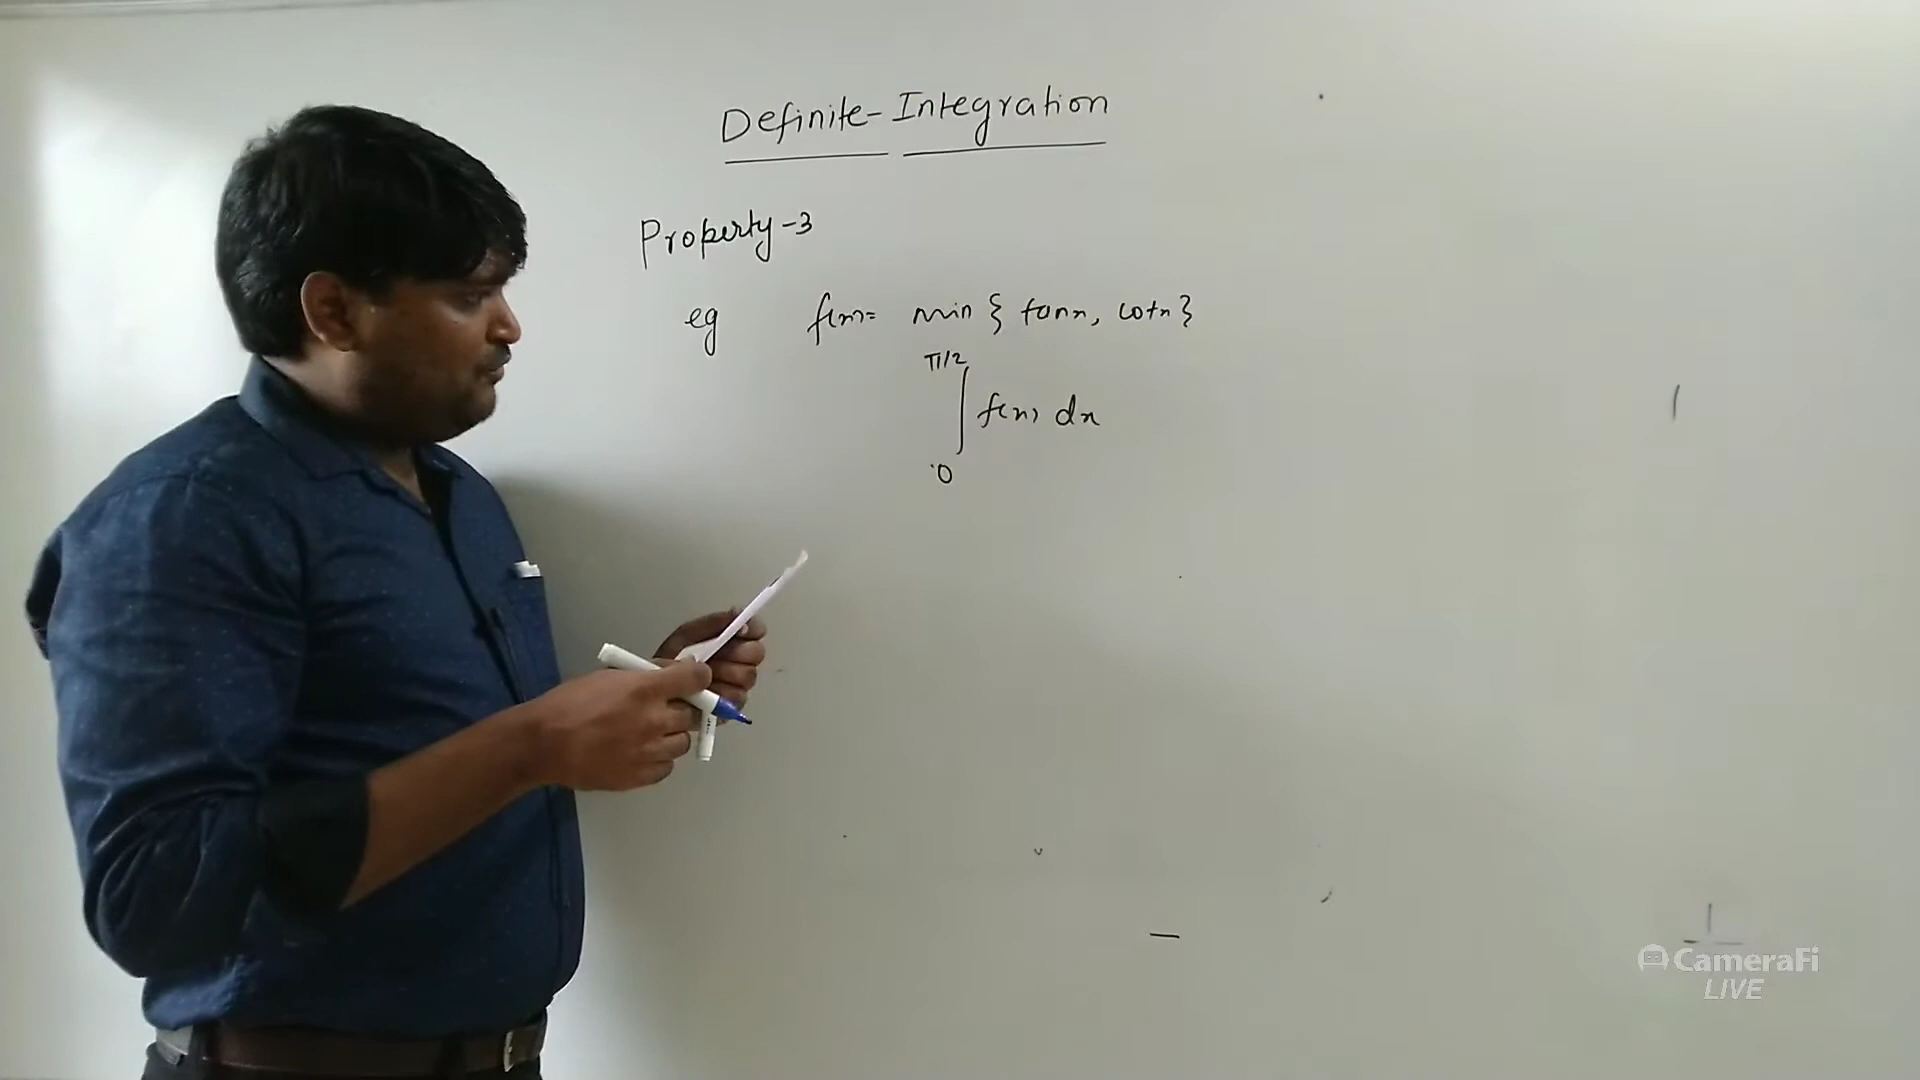 Definite-Integration
Property-3
eg f(x)= min { tanx, cotx }
π/2
∫ f(x) dx
0
CameraFi
LIVE